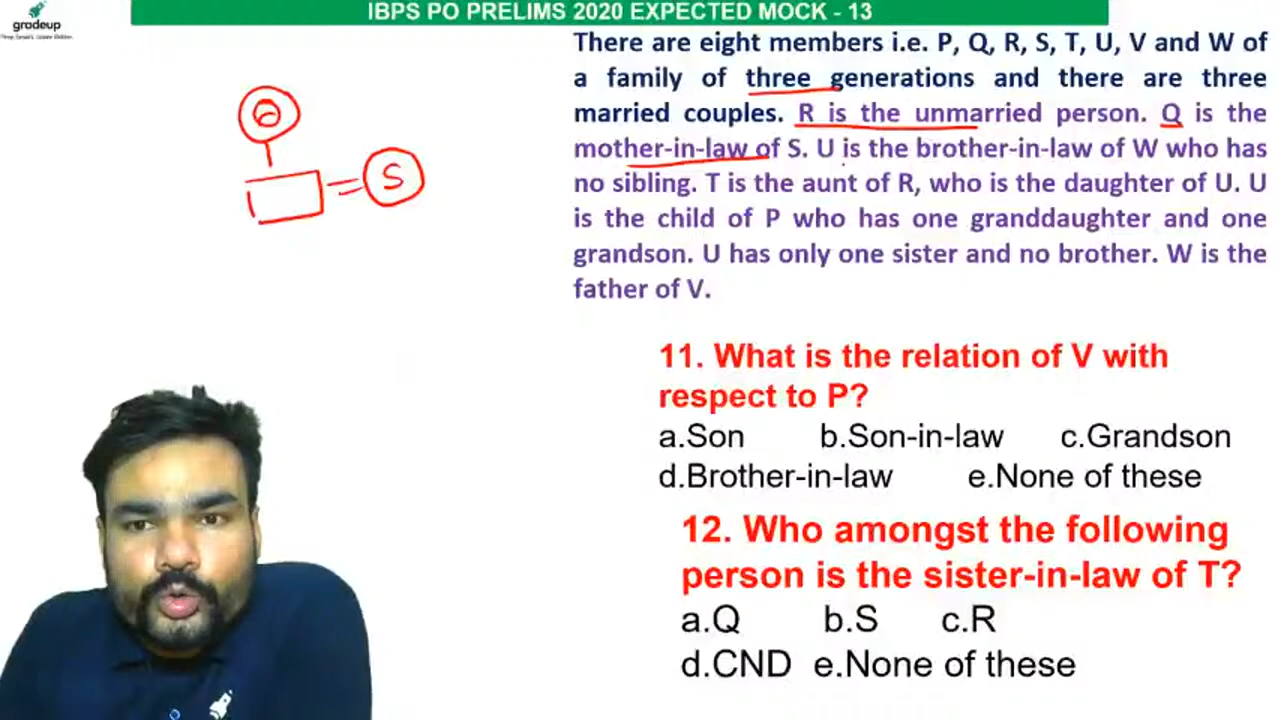 gradeup
IBPS PO PRELIMS 2020 EXPECTED MOCK - 13
There are eight members i.e. P, Q, R, S, T, U, V and W of
a family of three generations and there are three
married couples. R is the unmarried person. Q is the
mother-in-law of S. U is the brother-in-law of W who has
no sibling. T is the aunt of R, who is the daughter of U. U
is the child of P who has one granddaughter and one
grandson. U has only one sister and no brother. W is the
father of V.
Q
S
11. What is the relation of V with
respect to P?
a.Son b.Son-in-law c.Grandson
d.Brother-in-law e.None of these
12. Who amongst the following
person is the sister-in-law of T?
a.Q b.S c.R
d.CND e.None of these